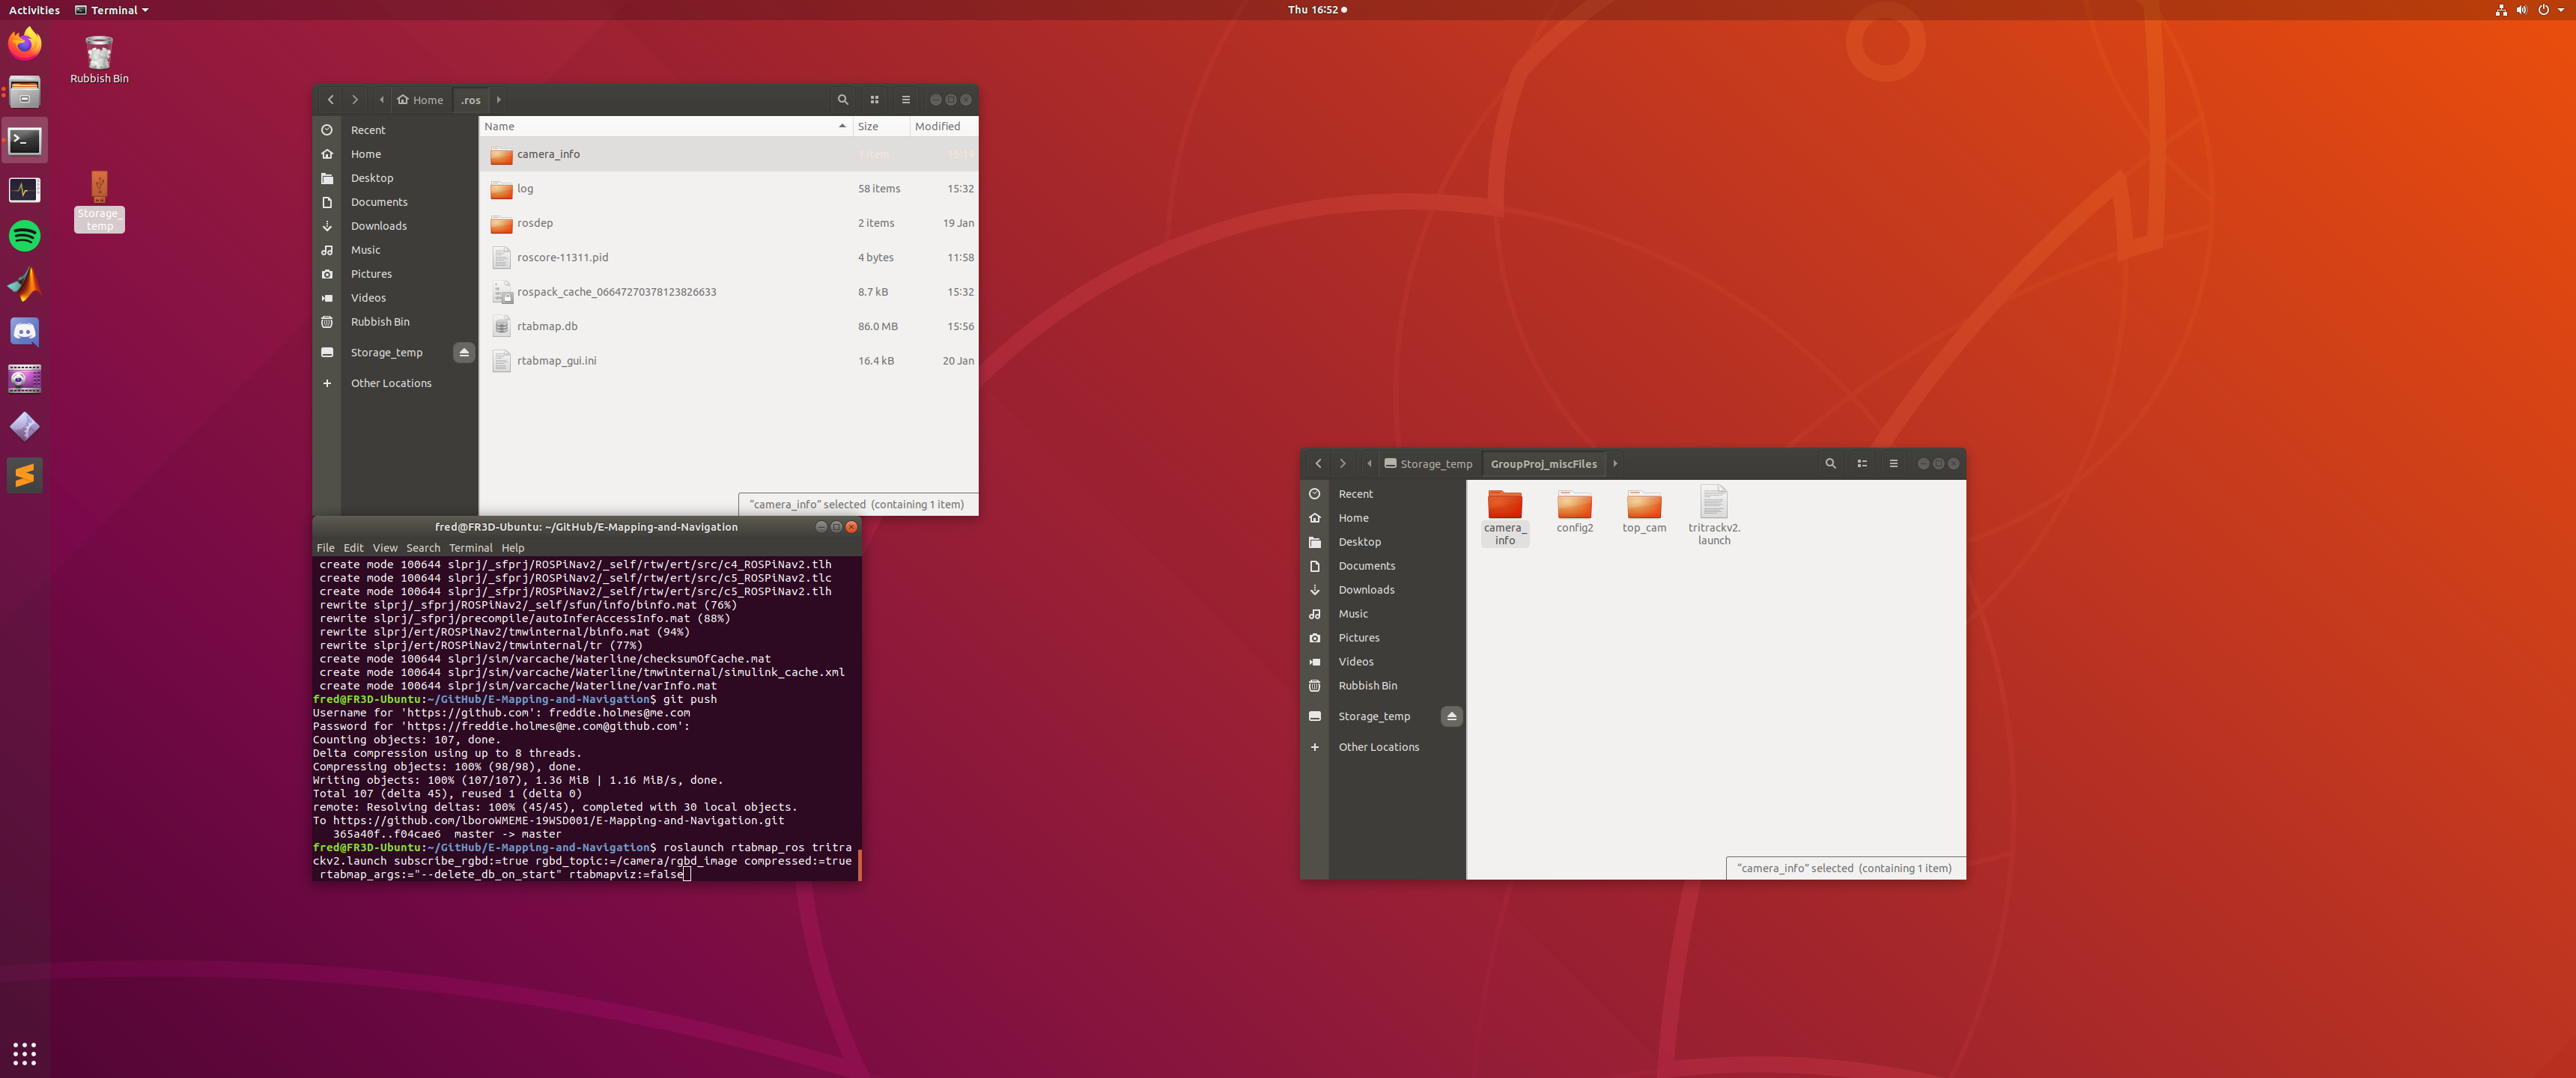 Activities
Terminal
Thu 16:52
Rubbish Bin
Storage_
temp
Home
.ros
Recent
Home
Desktop
Documents
Downloads
Music
Pictures
Videos
Rubbish Bin
Storage_temp
Other Locations
Name Size Modified
camera_info 1 item 15:19
log 58 items 15:32
rosdep 2 items 19 Jan
roscore-11311.pid 4 bytes 11:58
rospack_cache_06647270378123826633 8.7 kB 15:32
rtabmap.db 86.0 MB 15:56
rtabmap_gui.ini 16.4 kB 20 Jan
"camera_info" selected (containing 1 item)
fred@FR3D-Ubuntu: ~/GitHub/E-Mapping-and-Navigation
File Edit View Search Terminal Help
create mode 100644 slprj/_sfprj/ROSPiNav2/_self/rtw/ert/src/c4_ROSPiNav2.tlh
create mode 100644 slprj/_sfprj/ROSPiNav2/_self/rtw/ert/src/c5_ROSPiNav2.tlc
create mode 100644 slprj/_sfprj/ROSPiNav2/_self/rtw/ert/src/c5_ROSPiNav2.tlh
rewrite slprj/_sfprj/ROSPiNav2/_self/sfun/info/binfo.mat (76%)
rewrite slprj/_sfprj/precompile/autoInferAccessInfo.mat (88%)
rewrite slprj/ert/ROSPiNav2/tmwinternal/binfo.mat (94%)
rewrite slprj/ert/ROSPiNav2/tmwinternal/tr (77%)
create mode 100644 slprj/sim/varcache/Waterline/checksumOfCache.mat
create mode 100644 slprj/sim/varcache/Waterline/tmwinternal/simulink_cache.xml
create mode 100644 slprj/sim/varcache/Waterline/varInfo.mat
fred@FR3D-Ubuntu:~/GitHub/E-Mapping-and-Navigation$ git push
Username for 'https://github.com': freddie.holmes@me.com
Password for 'https://freddie.holmes@me.com@github.com':
Counting objects: 107, done.
Delta compression using up to 8 threads.
Compressing objects: 100% (98/98), done.
Writing objects: 100% (107/107), 1.36 MiB | 1.16 MiB/s, done.
Total 107 (delta 45), reused 1 (delta 0)
remote: Resolving deltas: 100% (45/45), completed with 30 local objects.
To https://github.com/lboroWMEME-19WSD001/E-Mapping-and-Navigation.git
365a40f..f04cae6 master -> master
fred@FR3D-Ubuntu:~/GitHub/E-Mapping-and-Navigation$ roslaunch rtabmap_ros tritra
ckv2.launch subscribe_rgbd:=true rgbd_topic:=/camera/rgbd_image compressed:=true
rtabmap_args:="--delete_db_on_start" rtabmapviz:=false
Storage_temp
GroupProj_miscFiles
Recent
Home
Desktop
Documents
Downloads
Music
Pictures
Videos
Rubbish Bin
Storage_temp
Other Locations
camera_
info
config2
top_cam
tritrackv2.
launch
"camera_info" selected (containing 1 item)